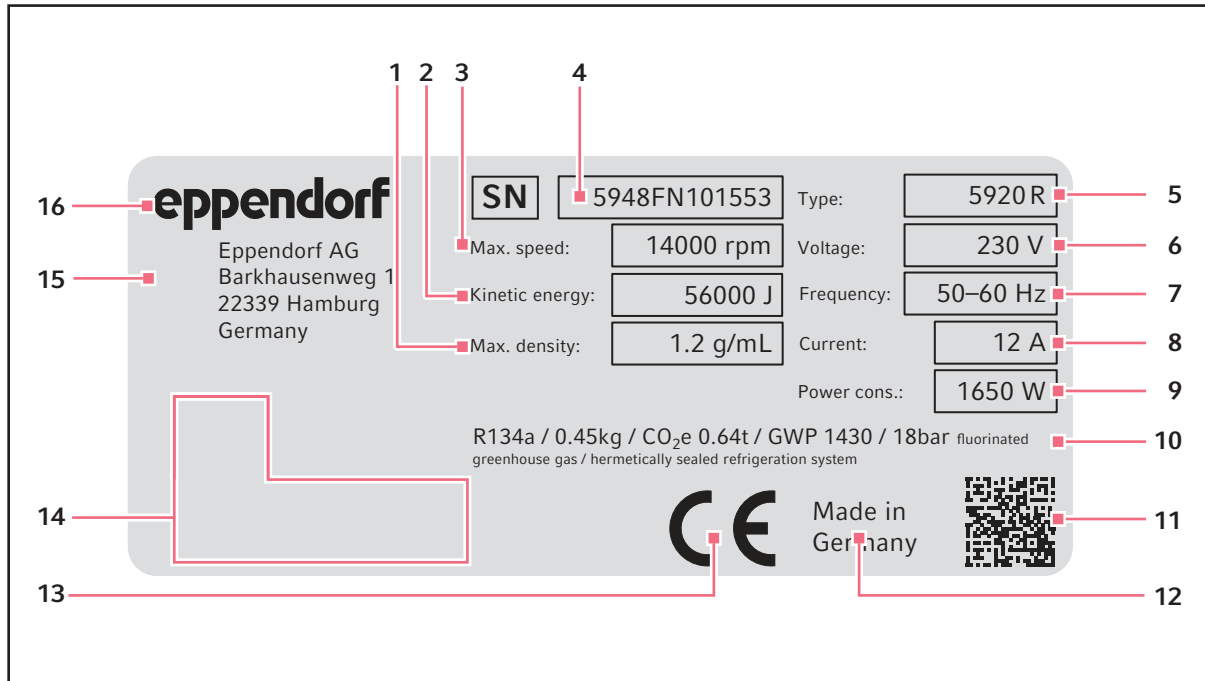 1 2 3 4
16 eppendorf SN 5948FN101553 Type: 5920 R 5
15 Eppendorf AG Max. speed: 14000 rpm Voltage: 230 V 6
Barkhausenweg 1
22339 Hamburg Kinetic energy: 56000 J Frequency: 50–60 Hz 7
Germany Max. density: 1.2 g/mL Current: 12 A 8
Power cons.: 1650 W 9
R134a / 0.45kg / CO₂e 0.64t / GWP 1430 / 18bar fluorinated 10
greenhouse gas / hermetically sealed refrigeration system
14 CE Made in 11
Germany
13 12